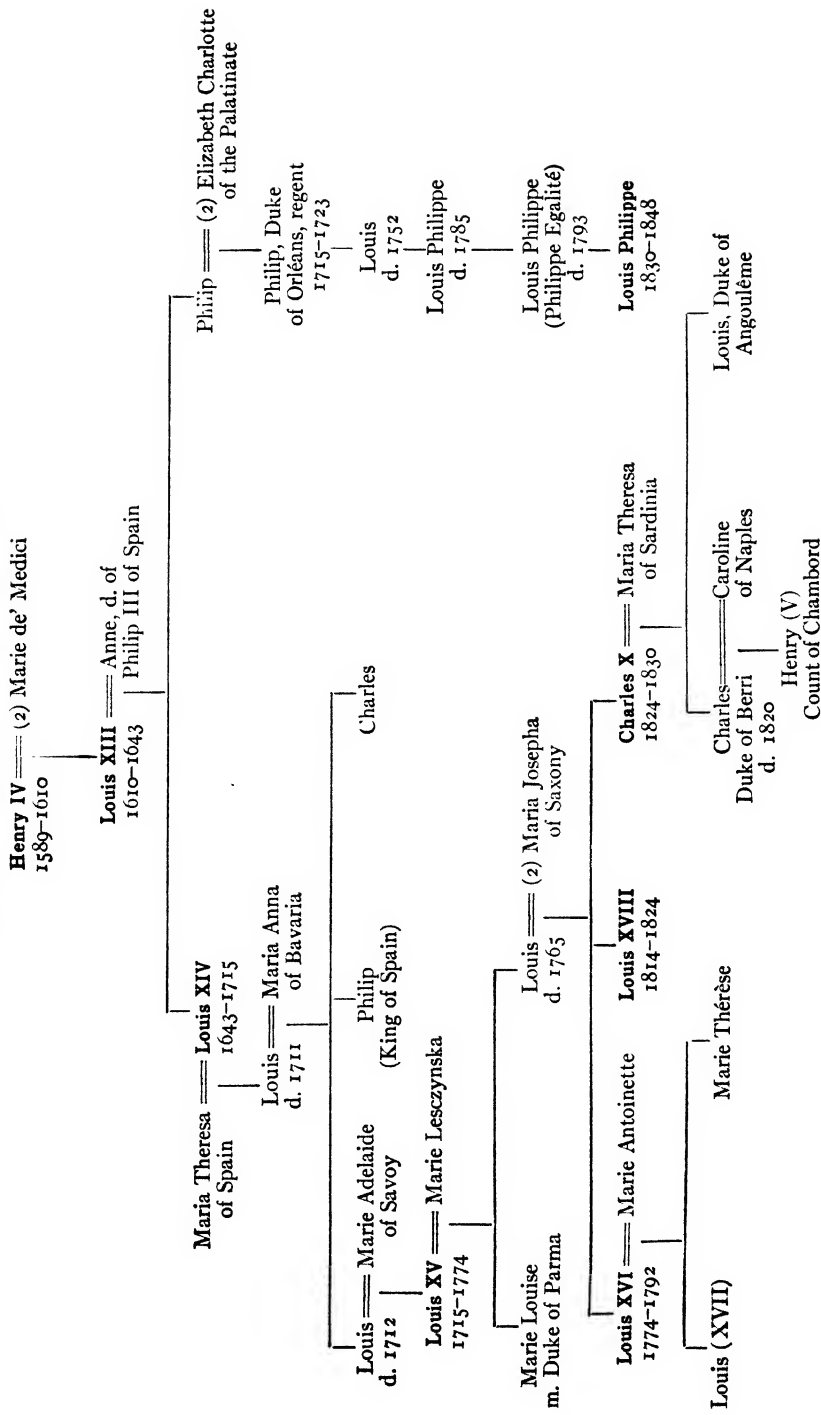 Henry IV══(2) Marie de' Medici
1589–1610
Louis XIII══Anne, d. of
1610–1643 Philip III of Spain
Maria Theresa══Louis XIV
of Spain 1643–1715
Philip══(2) Elizabeth Charlotte
of the Palatinate
Louis══Maria Anna
d. 1711 of Bavaria
Philip, Duke
of Orléans, regent
1715–1723
Louis══Marie Adelaide
d. 1712 of Savoy
Philip
(King of Spain)
Charles
Louis
d. 1752
Louis XV══Marie Lesczynska
1715–1774
Louis Philippe
d. 1785
Marie Louise
m. Duke of Parma
Louis══(2) Maria Josepha
d. 1765 of Saxony
Louis Philippe
(Philippe Egalité)
d. 1793
Louis XVI══Marie Antoinette
1774–1792
Louis XVIII
1814–1824
Charles X══Maria Theresa
1824–1830 of Sardinia
Louis Philippe
1830–1848
Louis (XVII)
Marie Thérèse
Charles══Caroline
Duke of Berri of Naples
d. 1820
Louis, Duke of
Angoulême
Henry (V)
Count of Chambord